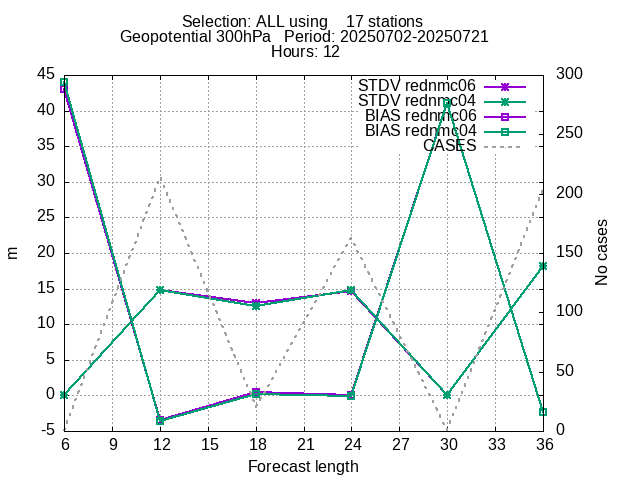 Selection: ALL using 17 stations
Geopotential 300hPa Period: 20250702-20250721
Hours: 12
STDV rednmc06
STDV rednmc04
BIAS rednmc06
BIAS rednmc04
CASES
45
40
35
30
25
20
15
10
5
0
-5
m
300
250
200
150
100
50
0
No cases
6 9 12 15 18 21 24 27 30 33 36
Forecast length